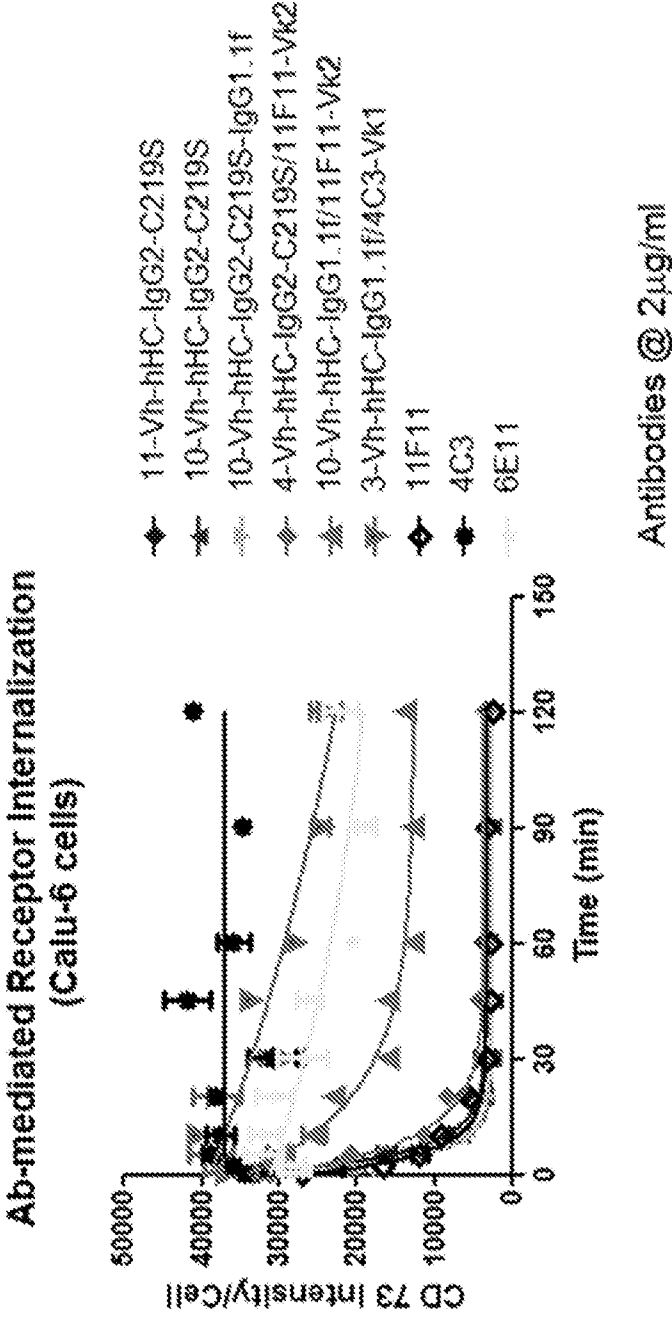 Ab-mediated Receptor Internalization
(Calu-6 cells)
CD 73 Intensity/Cell
50000
40000
30000
20000
10000
0
0
30
60
90
120
150
Time (min)
11-Vh-hHC-IgG2-C219S
10-Vh-hHC-IgG2-C219S
10-Vh-hHC-IgG2-C219S-IgG1.1f
4-Vh-hHC-IgG2-C219S/11F11-Vk2
10-Vh-hHC-IgG1.1f/11F11-Vk2
3-Vh-hHC-IgG1.1f/4C3-Vk1
11F11
4C3
6E11
Antibodies @ 2µg/ml